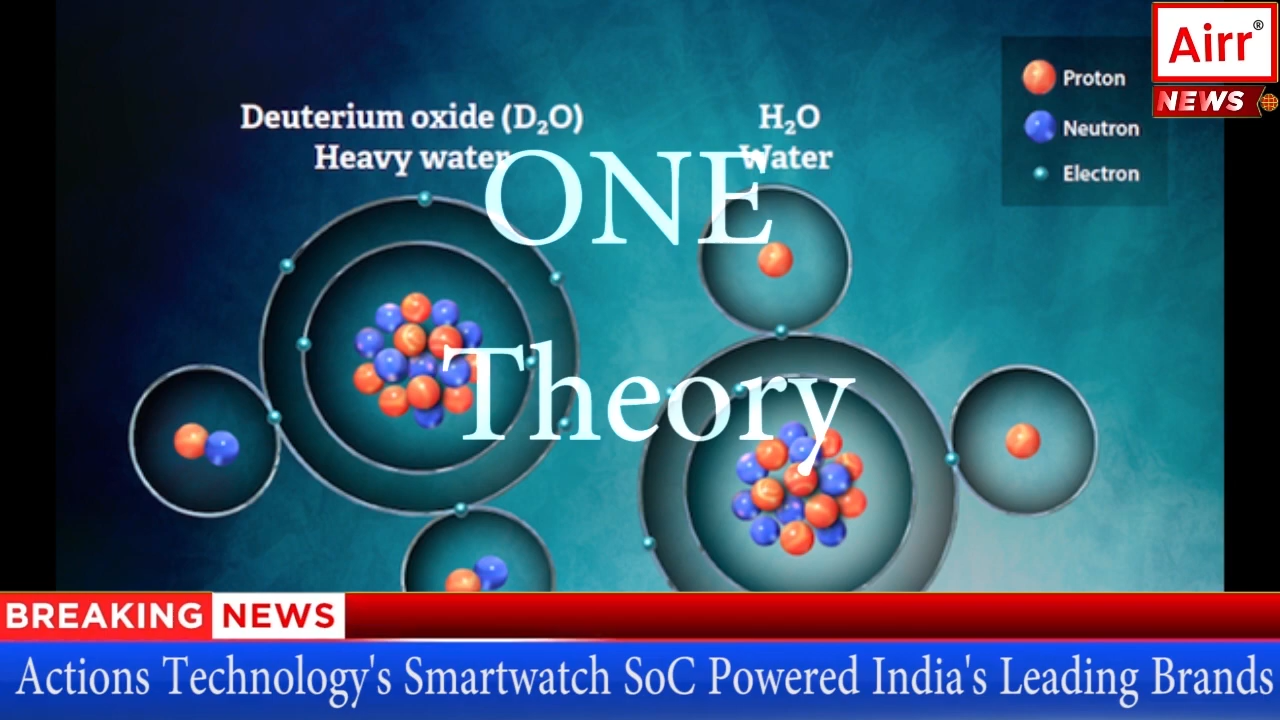 Airr®
NEWS
Proton
Neutron
Electron
Deuterium oxide (D₂O)
Heavy water
H₂O
Water
ONE
Theory
BREAKING NEWS
Actions Technology's Smartwatch SoC Powered India's Leading Brands